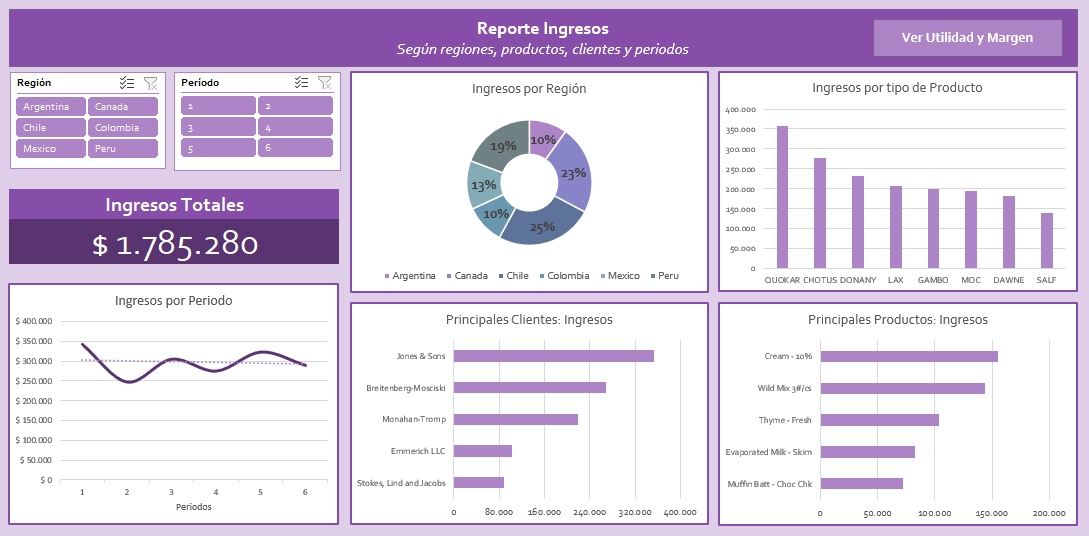 Reporte Ingresos
Según regiones, productos, clientes y periodos
Ver Utilidad y Margen
Región
Argentina
Canada
Chile
Colombia
Mexico
Peru
Período
1
2
3
4
5
6
Ingresos Totales
$ 1.785.280
Ingresos por Periodo
$ 400.000
$ 350.000
$ 300.000
$ 250.000
$ 200.000
$ 150.000
$ 100.000
$ 50.000
$ 0
1 2 3 4 5 6
Periodos
Ingresos por Región
10%
23%
25%
10%
13%
19%
Argentina Canada Chile Colombia Mexico Peru
Ingresos por tipo de Producto
400.000
350.000
300.000
250.000
200.000
150.000
100.000
50.000
0
QUOKAR CHOTUS DONANY LAX GAMBO MOC DAWNE SALF
Principales Clientes: Ingresos
Jones & Sons
Breitenberg-Mosciski
Monahan-Tromp
Emmerich LLC
Stokes, Lind and Jacobs
0 80.000 160.000 240.000 320.000 400.000
Principales Productos: Ingresos
Cream - 10%
Wild Mix 3#/cs
Thyme - Fresh
Evaporated Milk - Skim
Muffin Batt - Choc Chk
0 50.000 100.000 150.000 200.000